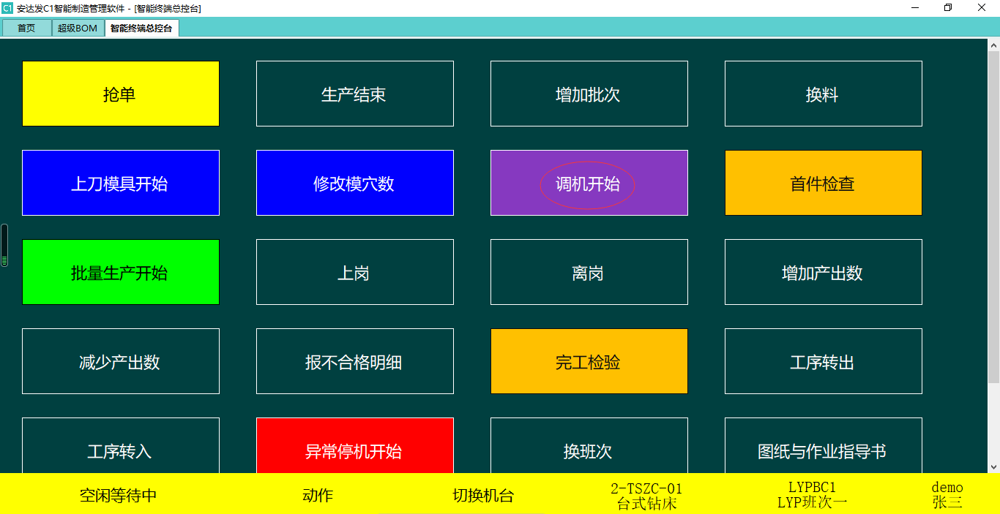 C1 安达发C1智能制造管理软件 - [智能终端总控台]
首页 超级BOM 智能终端总控台
抢单 生产结束 增加批次 换料
上刀模具开始 修改模穴数 调机开始 首件检查
批量生产开始 上岗 离岗 增加产出数
减少产出数 报不合格明细 完工检验 工序转出
工序转入 异常停机开始 换班次 图纸与作业指导书
空闲等待中 动作 切换机台 2-TSZC-01 LYPBC1 demo
台式钻床 LYP班次一 张三